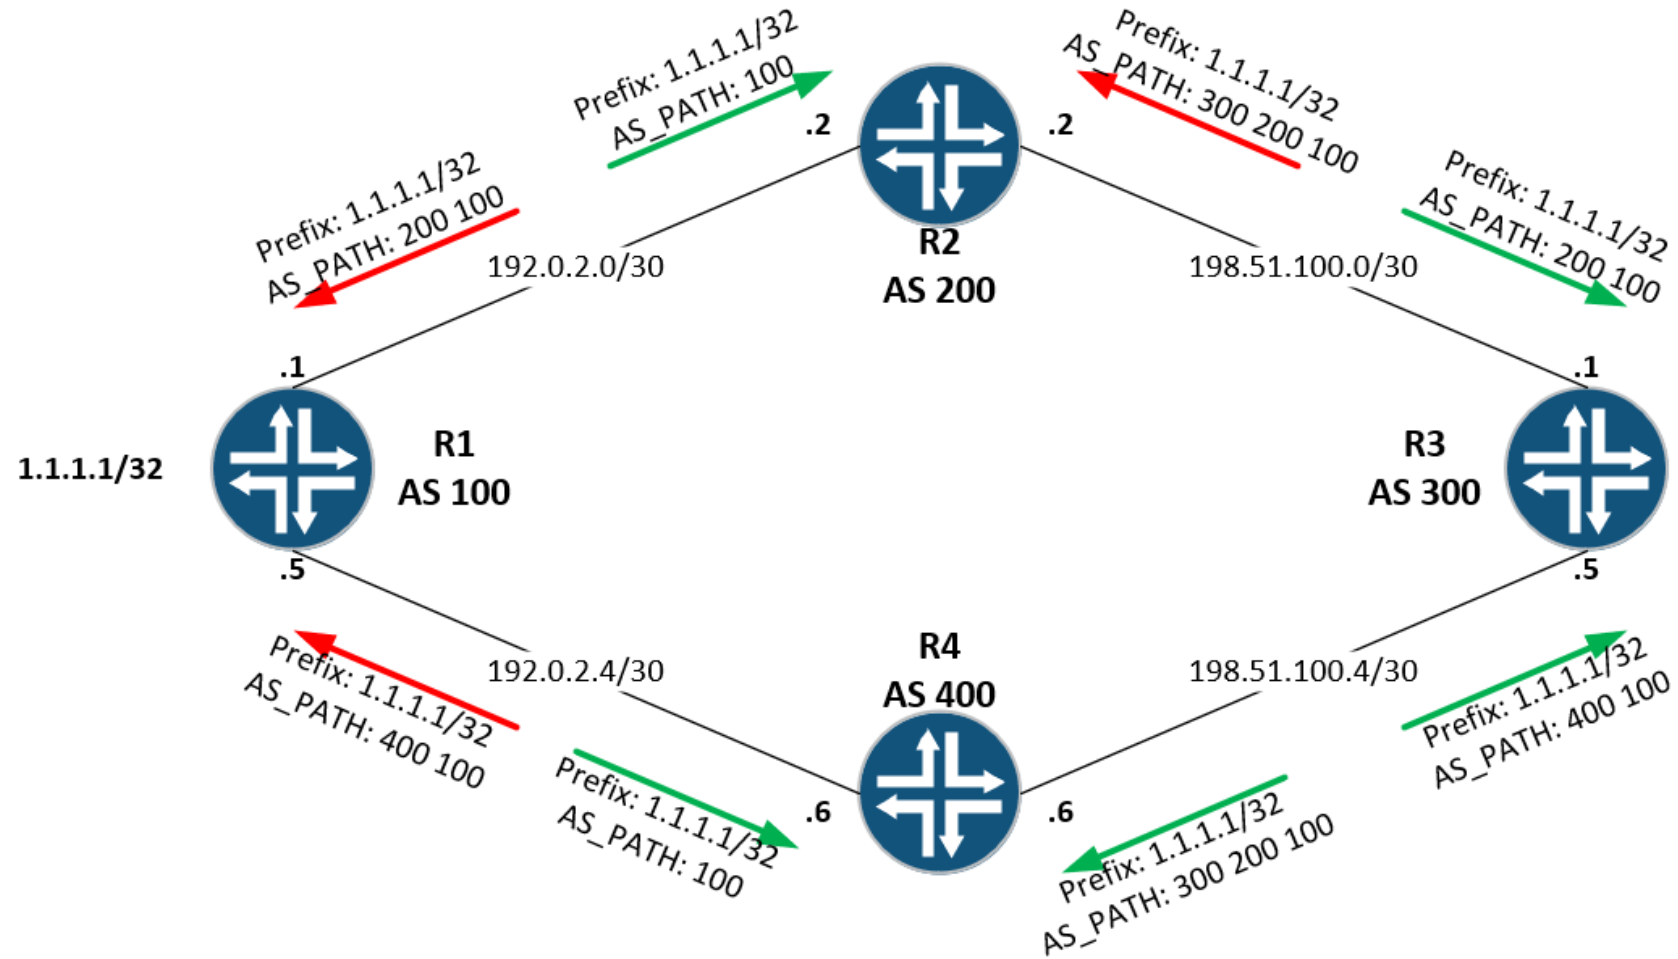 Prefix: 1.1.1.1/32
AS_PATH: 100
Prefix: 1.1.1.1/32
AS_PATH: 300 200 100
.2
.2
Prefix: 1.1.1.1/32
AS_PATH: 200 100
Prefix: 1.1.1.1/32
AS_PATH: 200 100
R2
AS 200
192.0.2.0/30
198.51.100.0/30
.1
.1
1.1.1.1/32
R1
AS 100
R3
AS 300
.5
.5
R4
AS 400
192.0.2.4/30
198.51.100.4/30
Prefix: 1.1.1.1/32
AS_PATH: 400 100
Prefix: 1.1.1.1/32
AS_PATH: 400 100
.6
.6
Prefix: 1.1.1.1/32
AS_PATH: 100
Prefix: 1.1.1.1/32
AS_PATH: 300 200 100